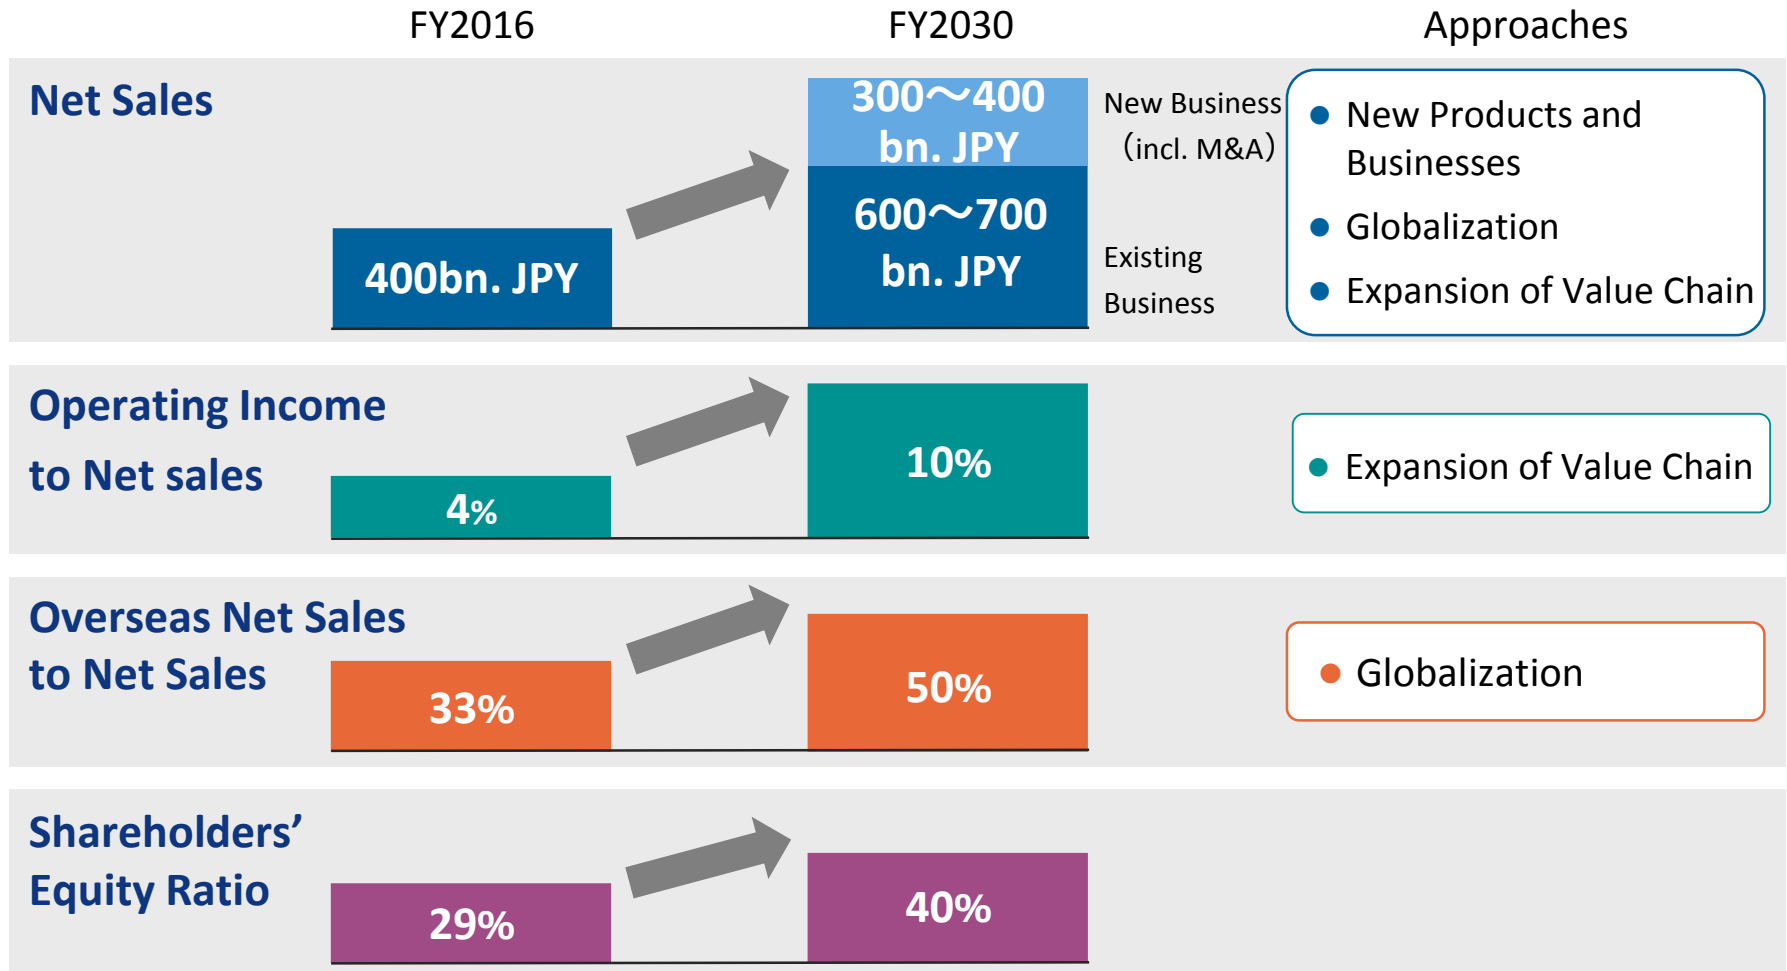 FY2016
FY2030
Approaches
Net Sales
400bn. JPY
300～400
bn. JPY
600～700
bn. JPY
New Business
（incl. M&A）
Existing
Business
● New Products and
Businesses
● Globalization
● Expansion of Value Chain
Operating Income
to Net sales
4%
10%
● Expansion of Value Chain
Overseas Net Sales
to Net Sales
33%
50%
● Globalization
Shareholders’
Equity Ratio
29%
40%